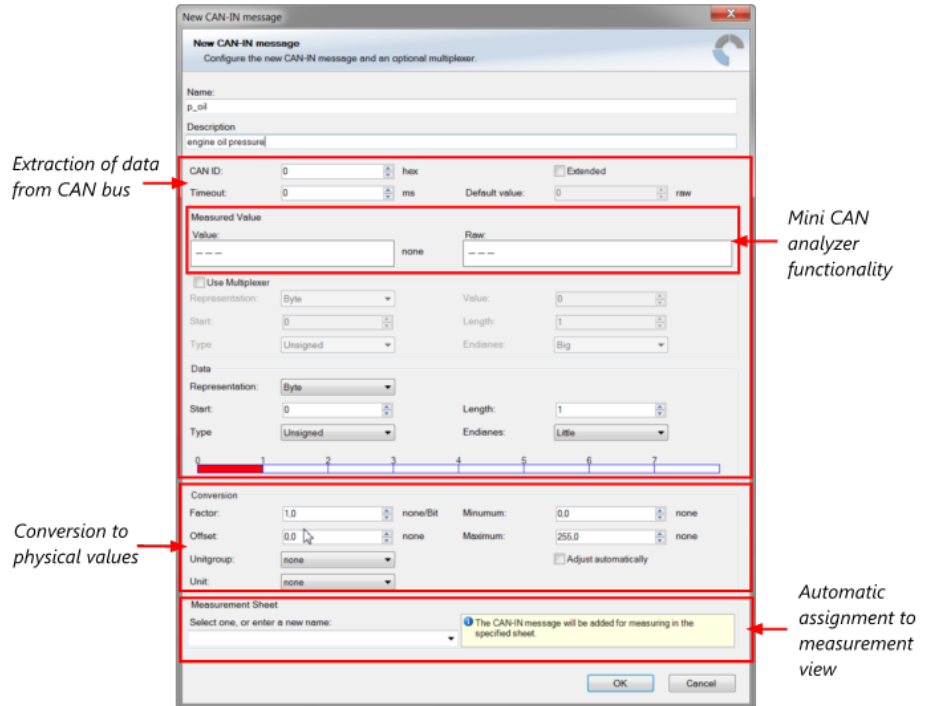 New CAN-IN message
New CAN-IN message
Configure the new CAN-IN message and an optional multiplexer.
Name:
p_oil
Description
engine oil pressure
Extraction of data
from CAN bus
CAN ID: 0 hex Extended
Timeout: 0 ms Default value: 0 raw
Measured Value
Value: Raw:
--- none ---
Mini CAN
analyzer
functionality
Use Multiplexer
Representation: Byte Value: 0
Start: 0 Length: 1
Type Unsigned Endianes: Big
Data
Representation: Byte
Start: 0 Length: 1
Type Unsigned Endianes: Little
0 1 2 3 4 5 6 7
Conversion to
physical values
Conversion
Factor: 1,0 none/Bit Minumum: 0,0 none
Offset: 0,0 none Maximum: 255,0 none
Unitgroup: none Adjust automatically
Unit: none
Measurement Sheet
Select one, or enter a new name:
The CAN-IN message will be added for measuring in the
specified sheet.
Automatic
assignment to
measurement
view
OK Cancel